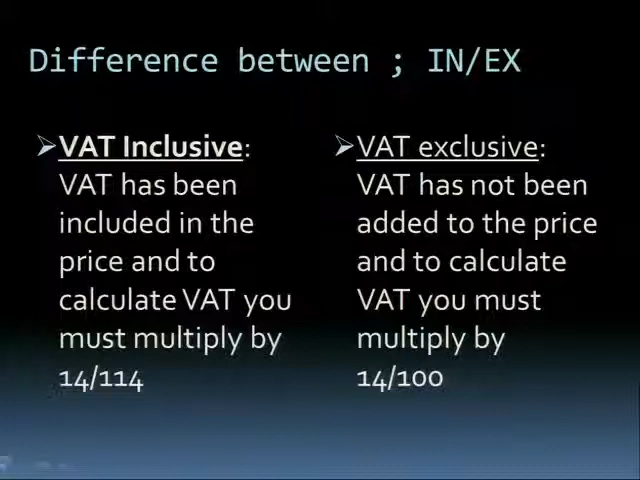 Difference between ; IN/EX
➢VAT Inclusive:
VAT has been
included in the
price and to
calculate VAT you
must multiply by
14/114
➢VAT exclusive:
VAT has not been
added to the price
and to calculate
VAT you must
multiply by
14/100